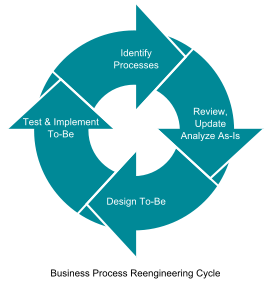 Identify
Processes
Review,
Update
Analyze As-Is
Design To-Be
Test & Implement
To-Be
Business Process Reengineering Cycle